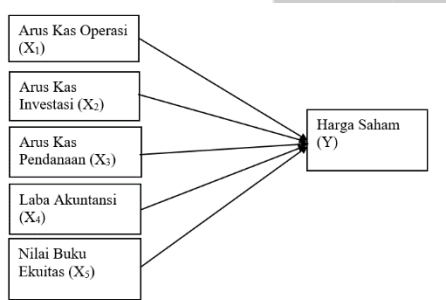 Arus Kas Operasi
(X₁)
Arus Kas
Investasi (X₂)
Arus Kas
Pendanaan (X₃)
Laba Akuntansi
(X₄)
Nilai Buku
Ekuitas (X₅)
Harga Saham
(Y)